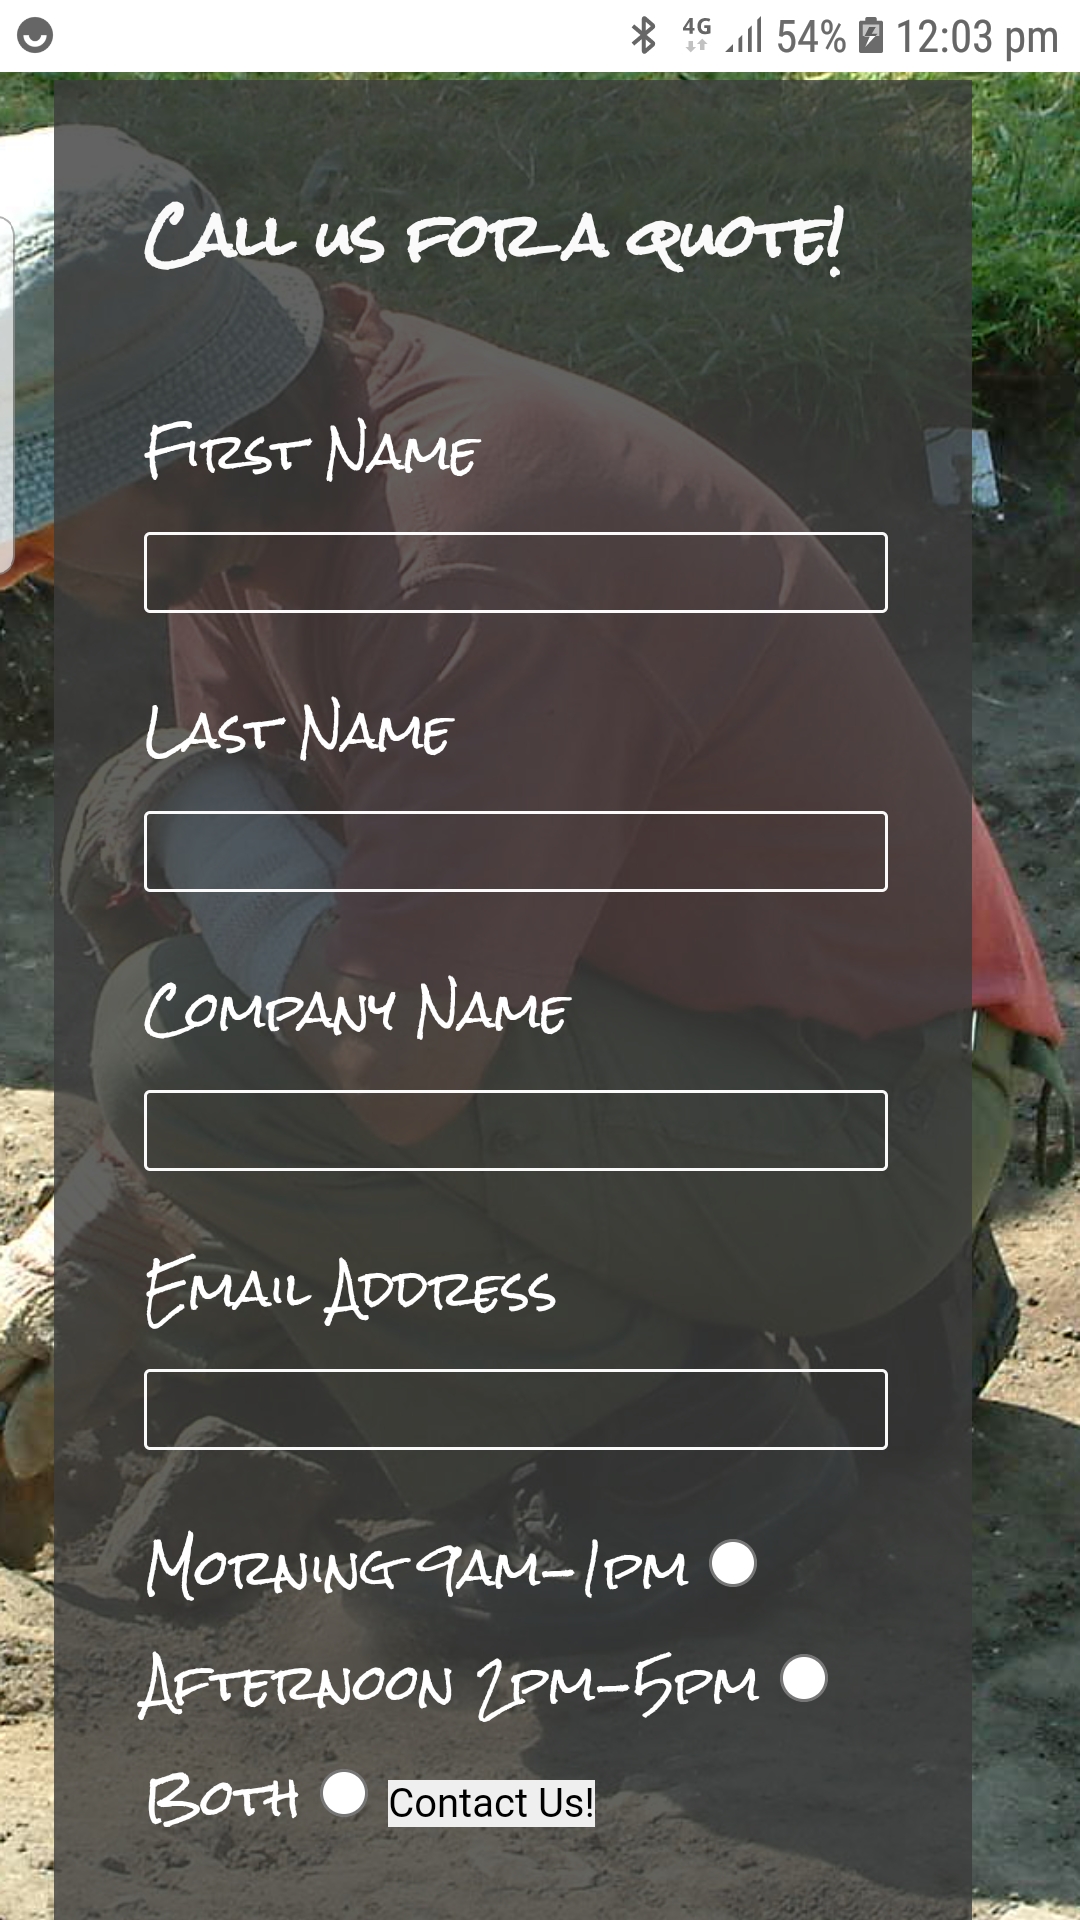 4G 54% 12:03 pm
Call us for a quote!
First Name
Last Name
Company Name
Email Address
Morning 9am-1pm
Afternoon 2pm-5pm
Both Contact Us!